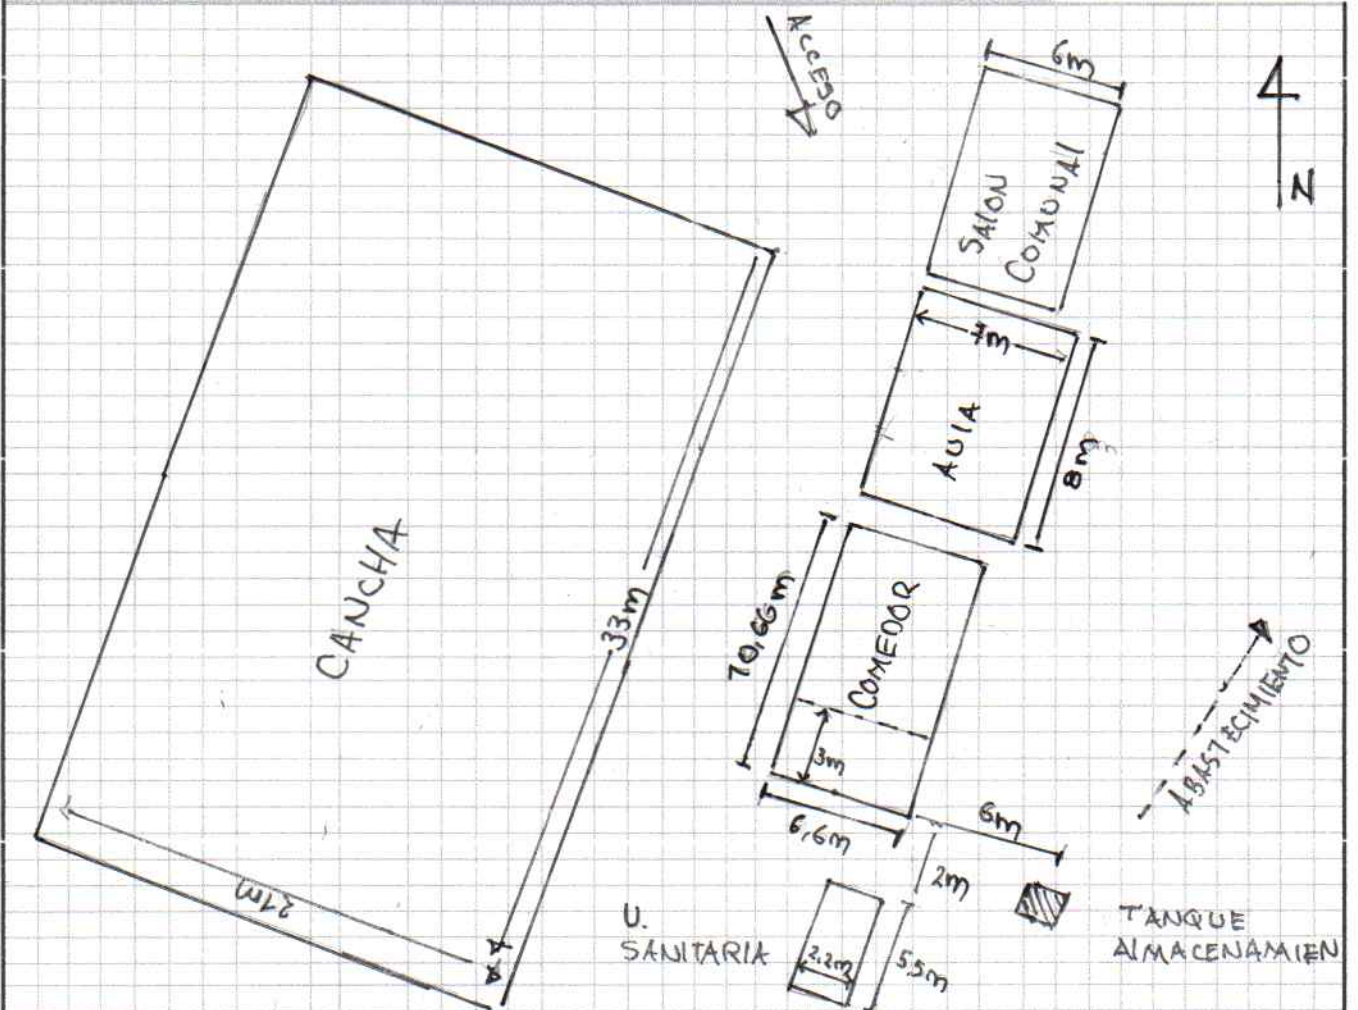 ACCESO
6m
N
SALON
COMUNAL
7m
AULA
8m
CANCHA
33m
10,66m
COMEDOR
3m
6,6m
6m
2m
ABASTECIMIENTO
21m
U.
SANITARIA
2,2m
5,5m
TANQUE
ALMACENAMIEN